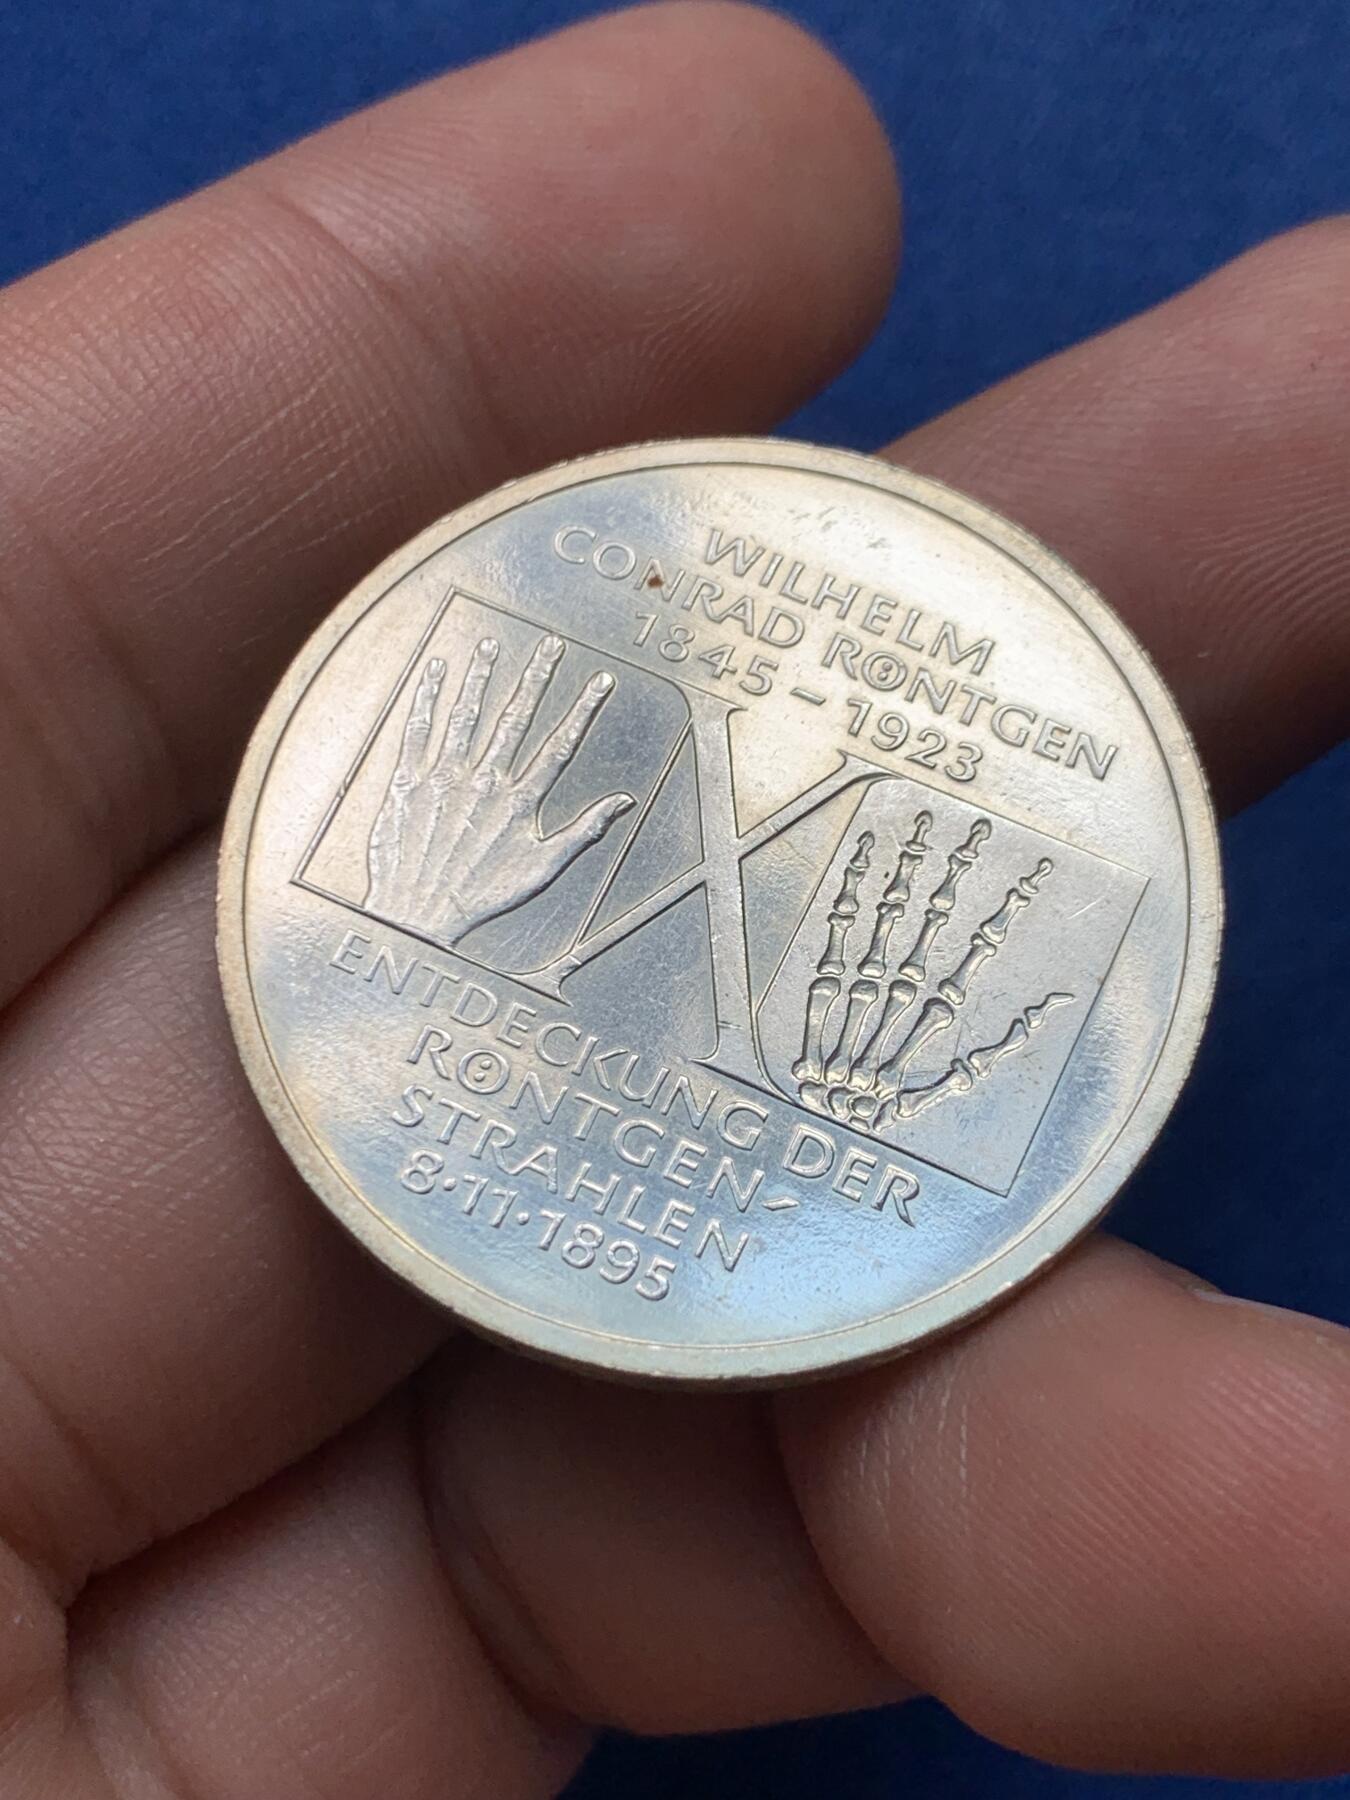 WILHELM
CONRAD RÖNTGEN
1845 – 1923
X
ENTDECKUNG DER
RÖNTGEN-
STRAHLEN
8·11·1895